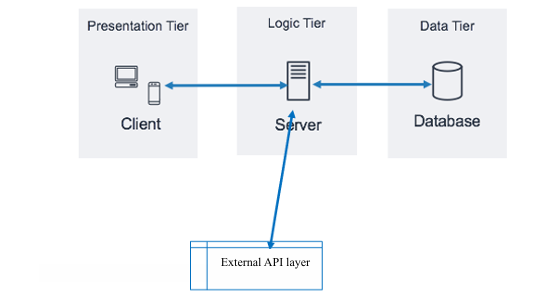 Presentation Tier
Logic Tier
Data Tier
Client
Server
Database
External API layer